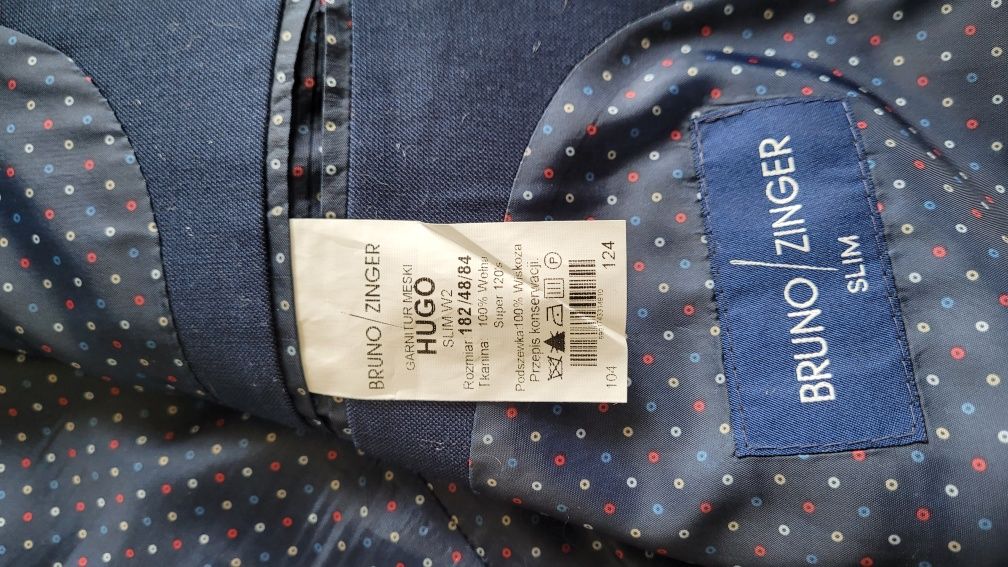 BRUNO/ZINGER
GARNITUR MĘSKI
HUGO
SLIM W2
Rozmiar 182/48/84
Tkanina 100% Wełna
Super 120's
Podszewka:100% Wiskoza
Przepis konserwacji.
P
104 124
BRUNO/ZINGER
SLIM